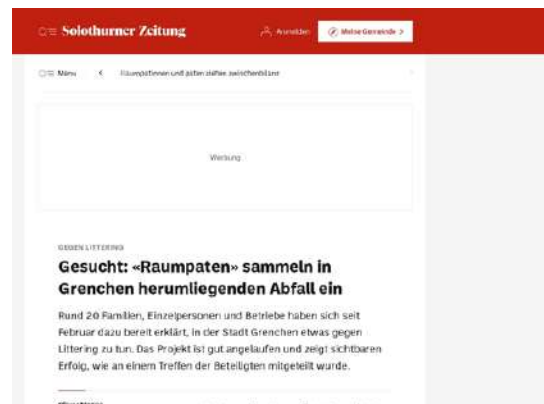 Solothurner Zeitung
Anmelden
Meine Gemeinde >
Menu
Raumpatinnen und paten ziehen zwischenbilanz
Werbung
GEGEN LITTERING
Gesucht: «Raumpaten» sammeln in
Grenchen herumliegenden Abfall ein
Rund 20 Familien, Einzelpersonen und Betriebe haben sich seit
Februar dazu bereit erklärt, in der Stadt Grenchen etwas gegen
Littering zu tun. Das Projekt ist gut angelaufen und zeigt sichtbaren
Erfolg, wie an einem Treffen der Beteiligten mitgeteilt wurde.